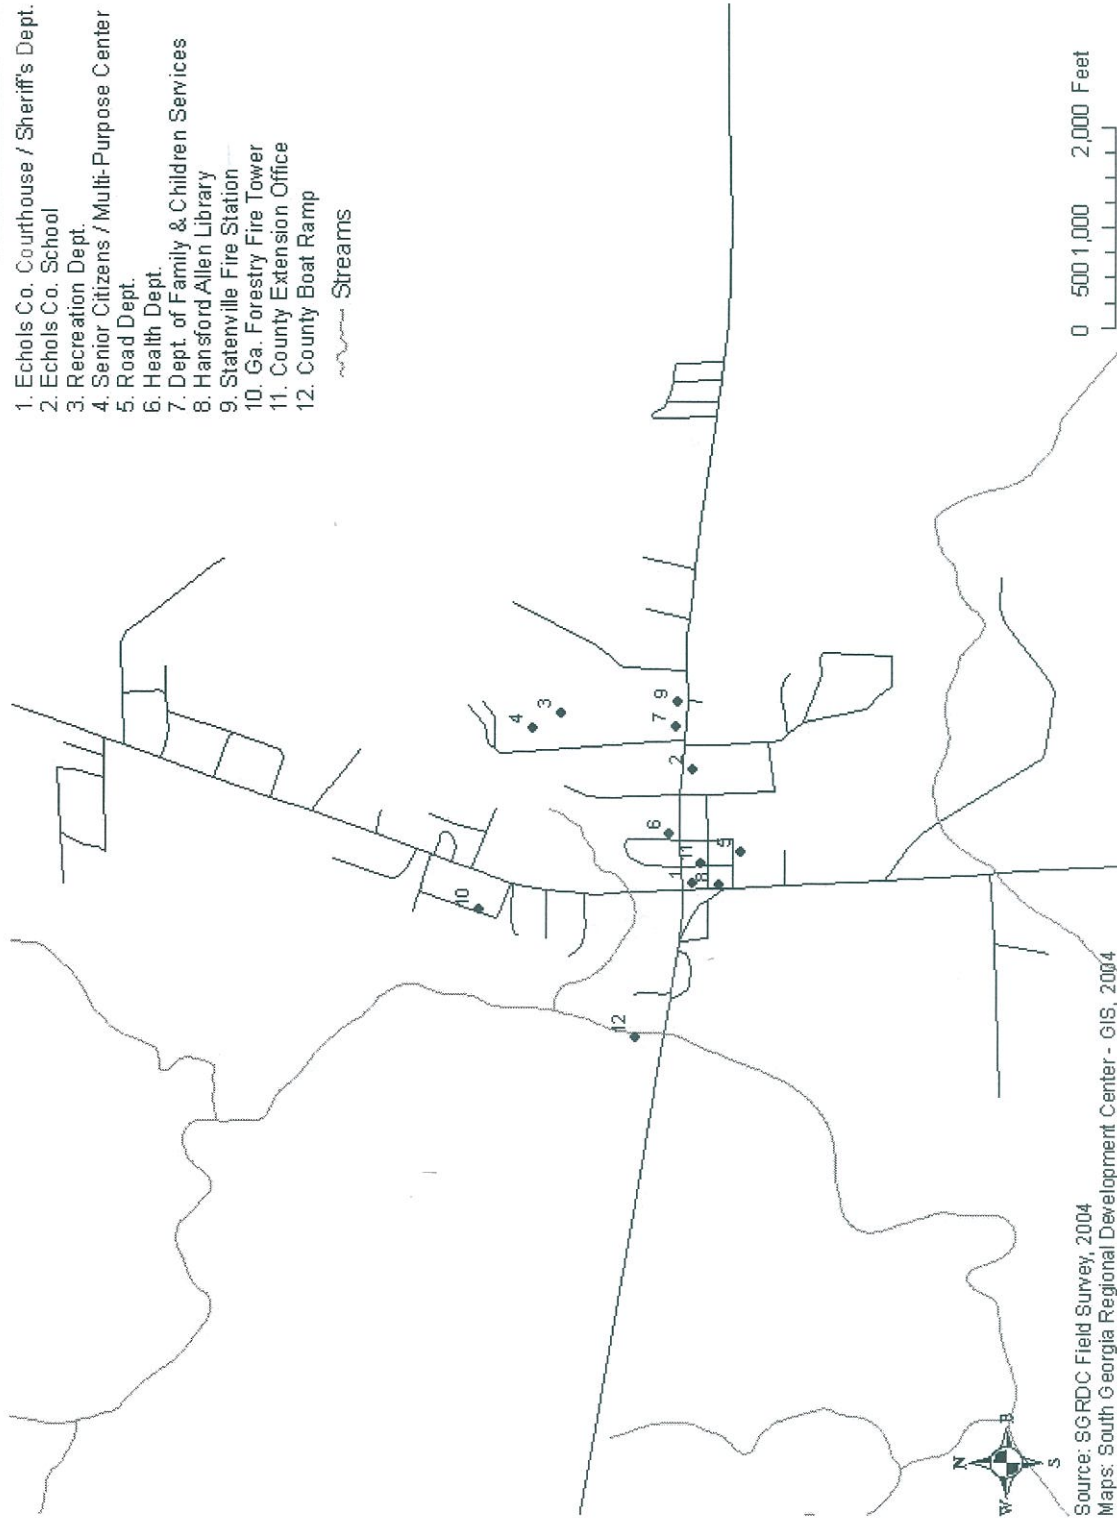 1. Echols Co. Courthouse / Sheriff's Dept.
2. Echols Co. School
3. Recreation Dept.
4. Senior Citizens / Multi-Purpose Center
5. Road Dept.
6. Health Dept.
7. Dept. of Family & Children Services
8. Hansford Allen Library
9. Statenville Fire Station
10. Ga. Forestry Fire Tower
11. County Extension Office
12. County Boat Ramp
Streams
10
4
3
12
6
2
7
9
1
11
8
5
N
W
E
S
0 500 1,000 2,000 Feet
Source: SGRDC Field Survey, 2004
Maps: South Georgia Regional Development Center - GIS, 2004